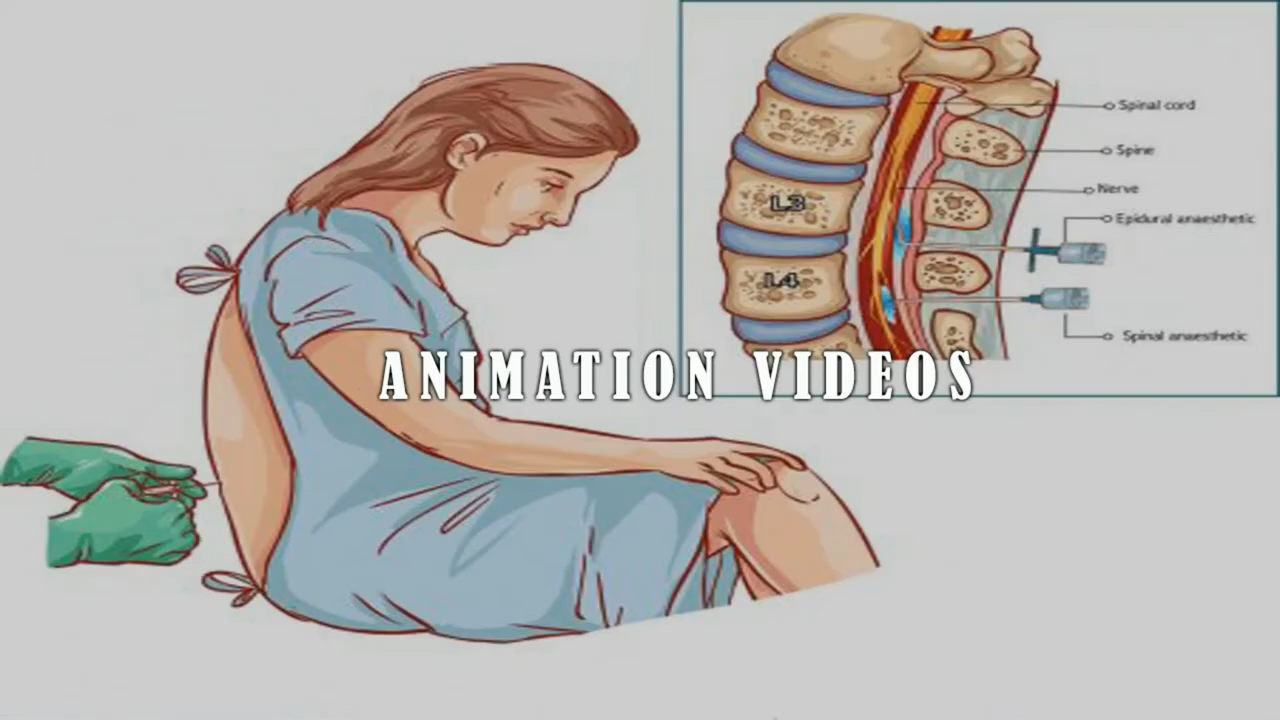 Spinal cord
Spine
Nerve
Epidural anaesthetic
L3
L4
Spinal anaesthetic
ANIMATION VIDEOS